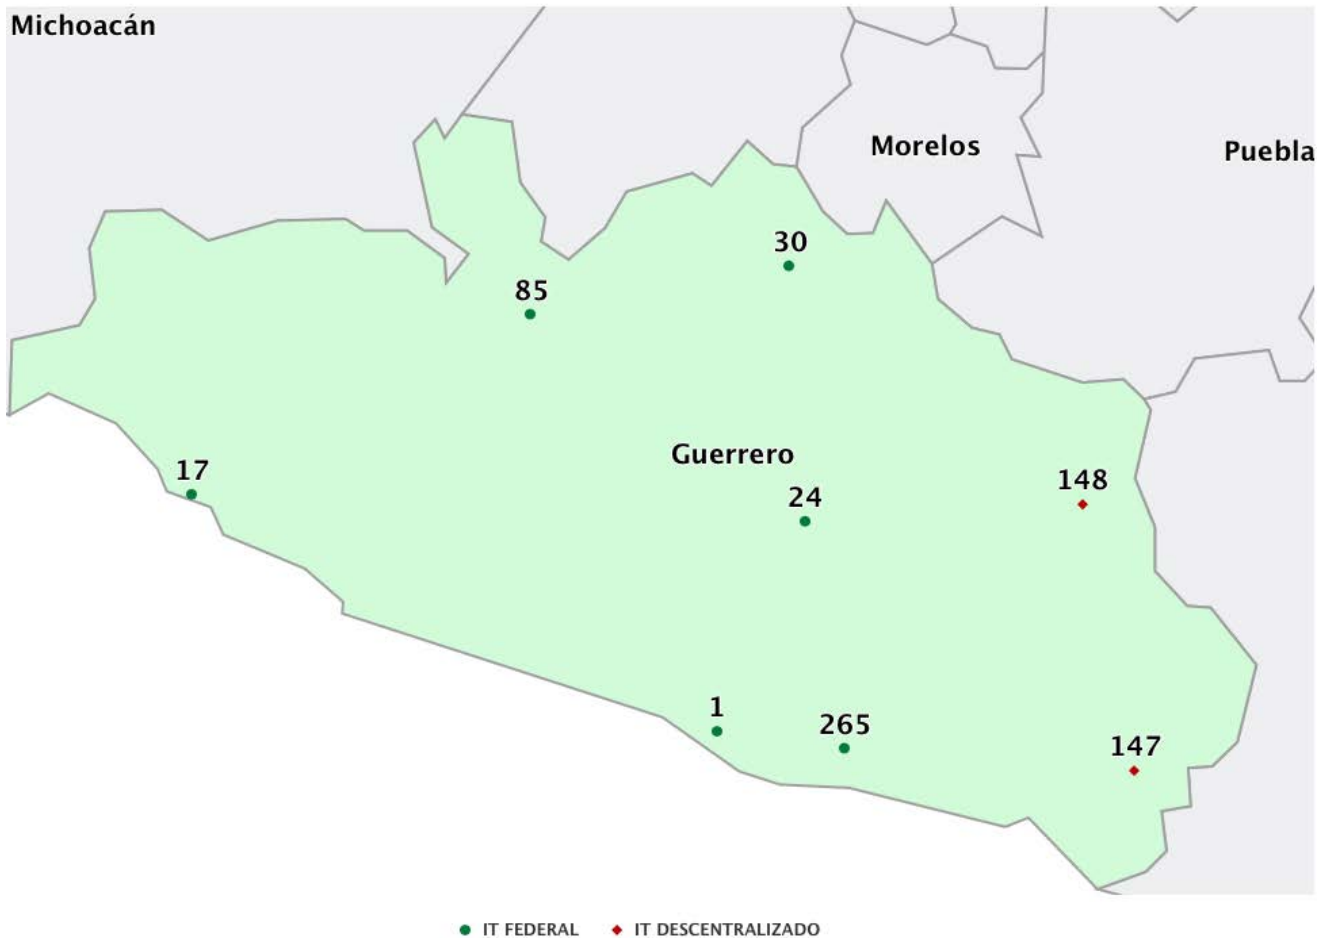 Michoacán
Morelos
Puebla
30
85
Guerrero
17
148
24
1
265
147
IT FEDERAL
IT DESCENTRALIZADO